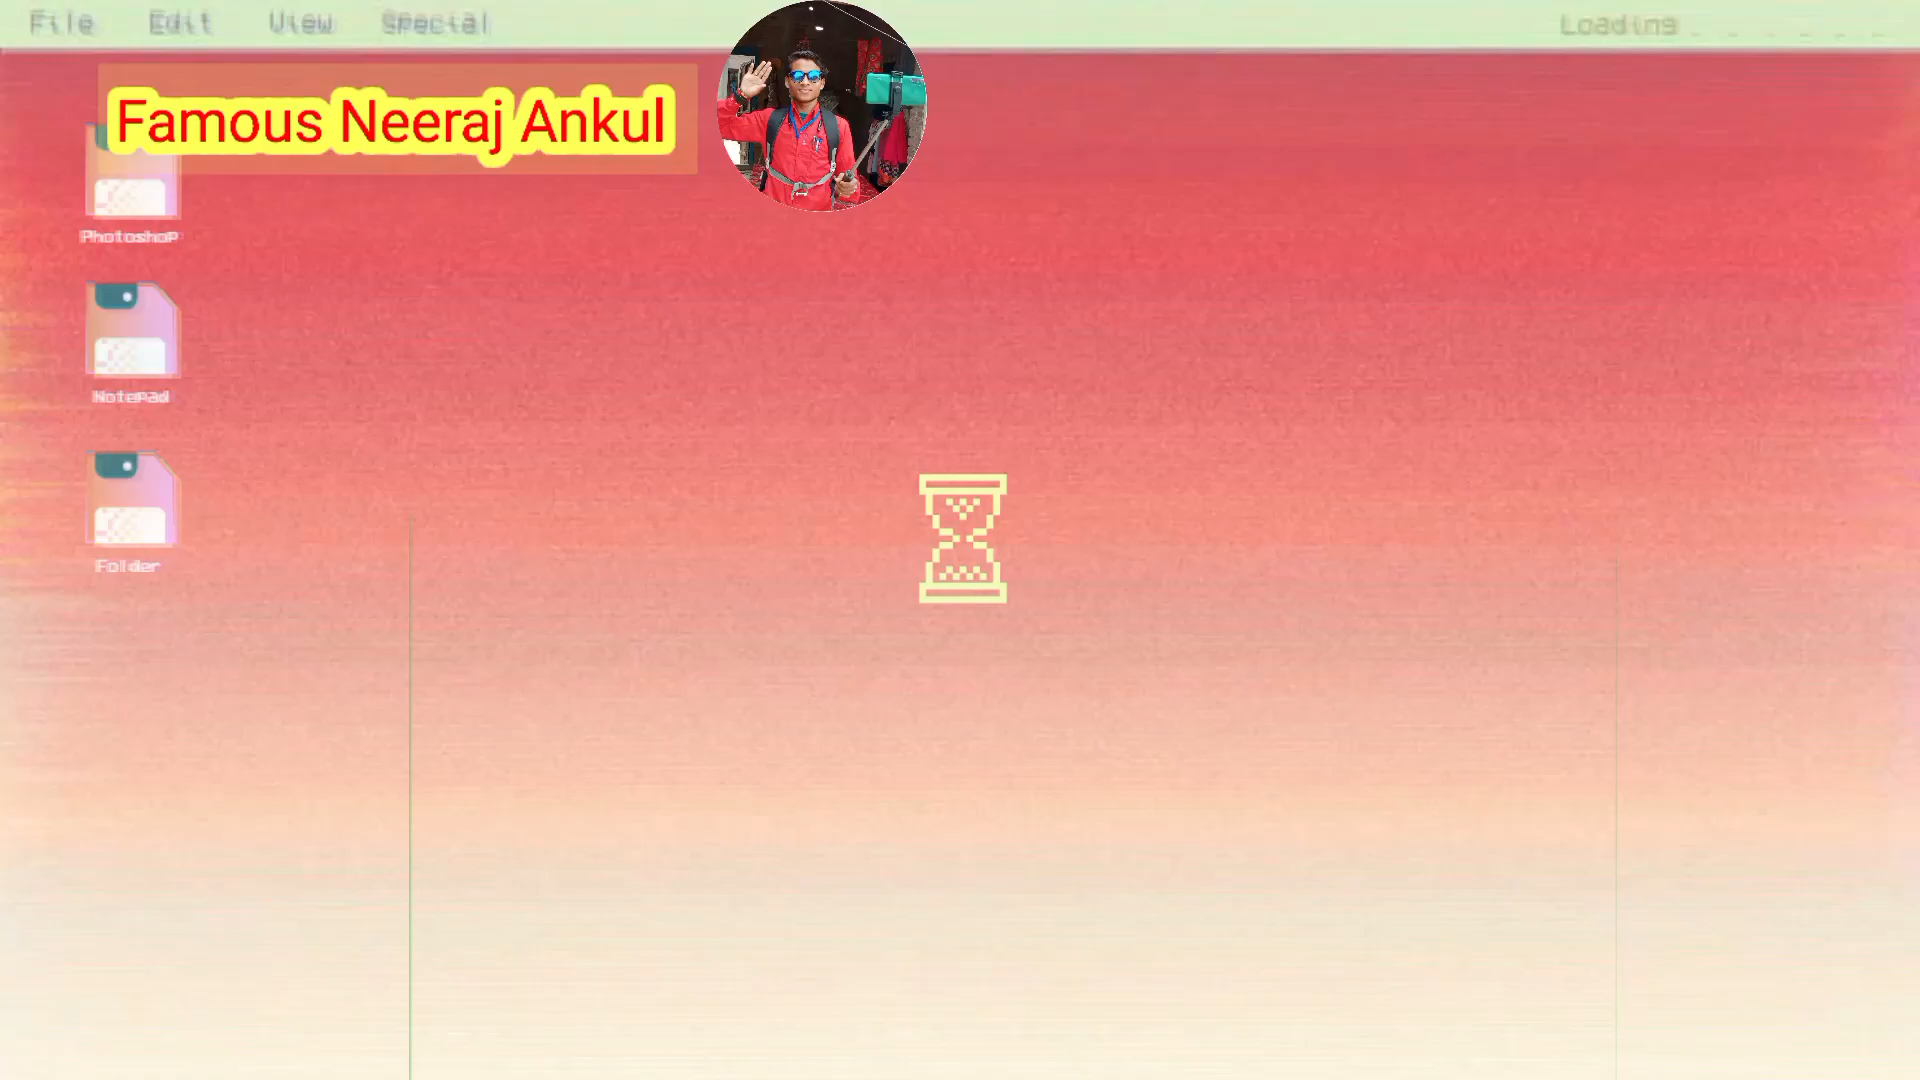 File Edit View Special Loading......
Famous Neeraj Ankul
Photoshop
Notepad
Folder